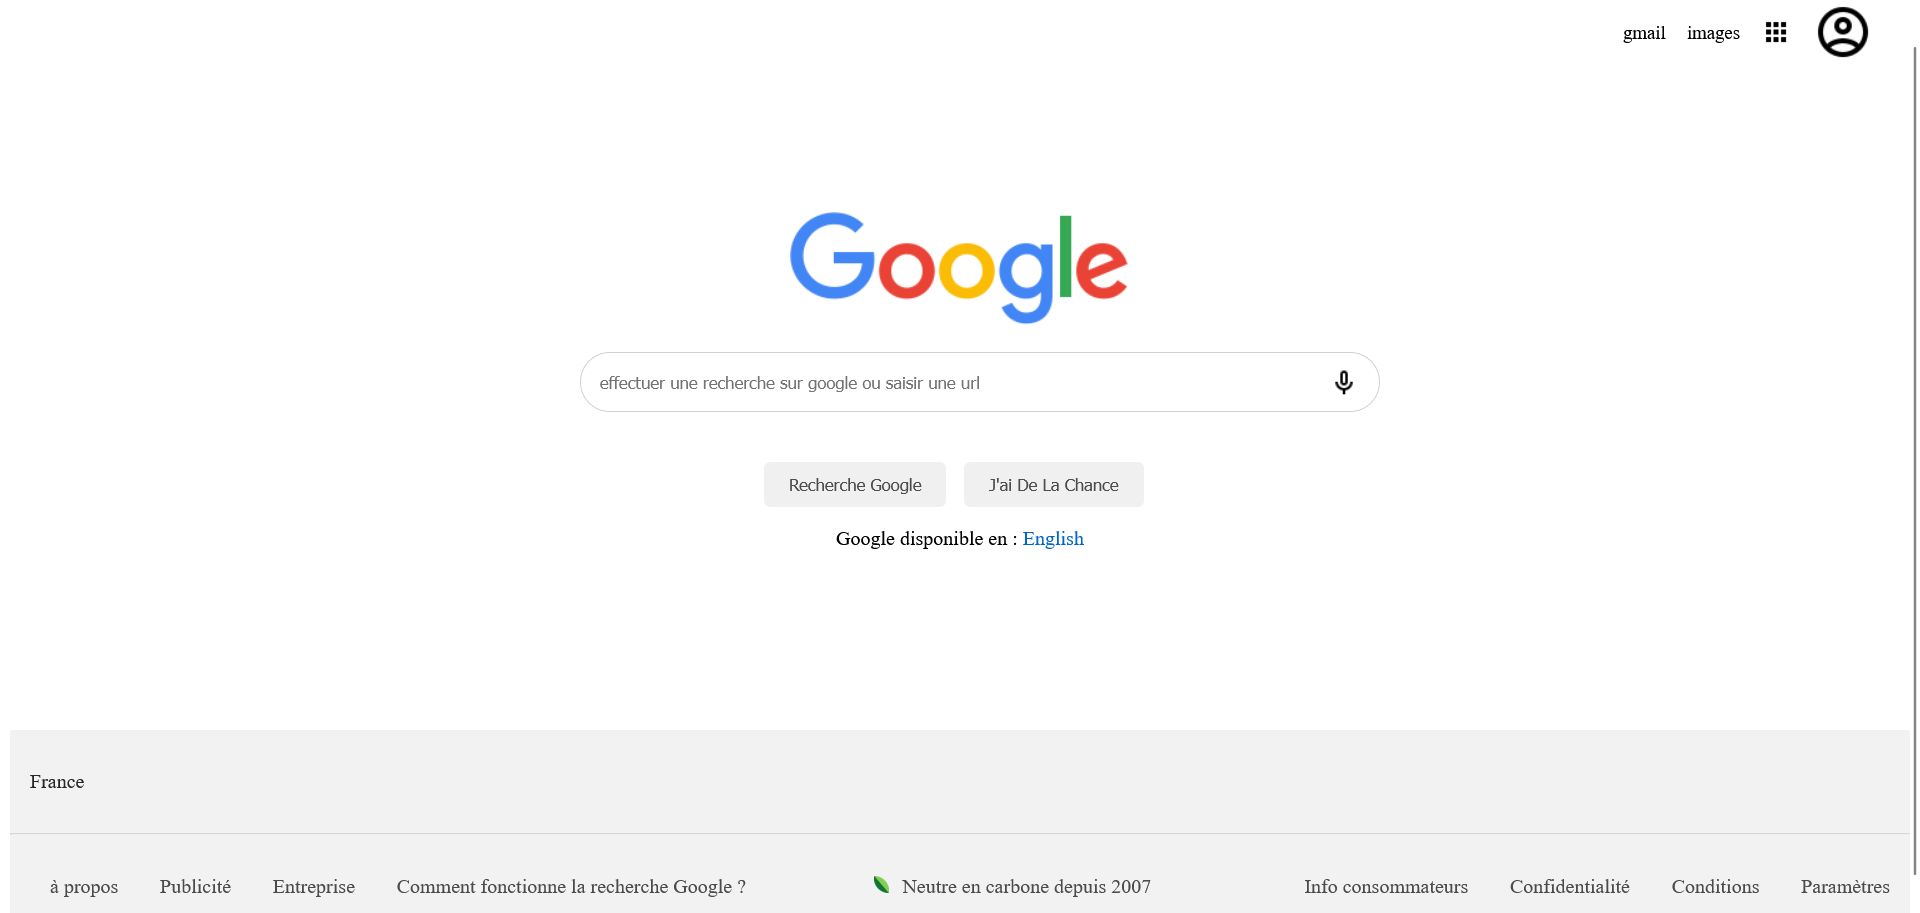 gmail images
Google
effectuer une recherche sur google ou saisir une url
Recherche Google J'ai De La Chance
Google disponible en : English
France
à propos Publicité Entreprise Comment fonctionne la recherche Google ? Neutre en carbone depuis 2007 Info consommateurs Confidentialité Conditions Paramètres